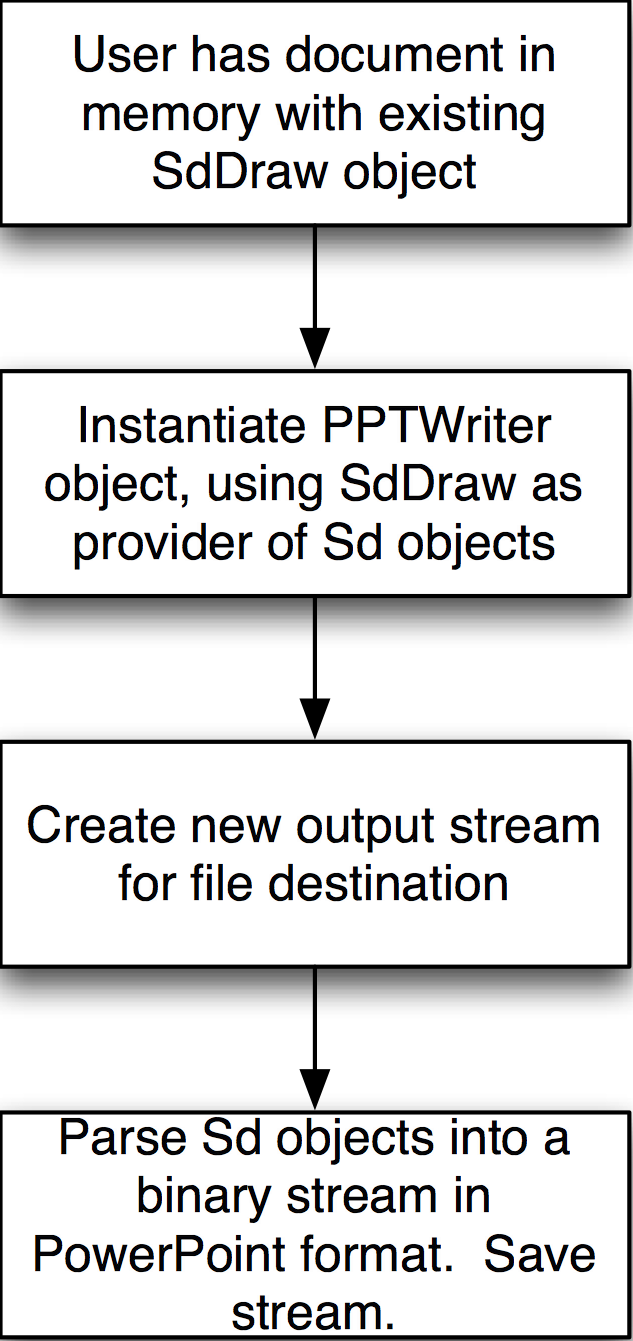 User has document in
memory with existing
SdDraw object
Instantiate PPTWriter
object, using SdDraw as
provider of Sd objects
Create new output stream
for file destination
Parse Sd objects into a
binary stream in
PowerPoint format.  Save
stream.